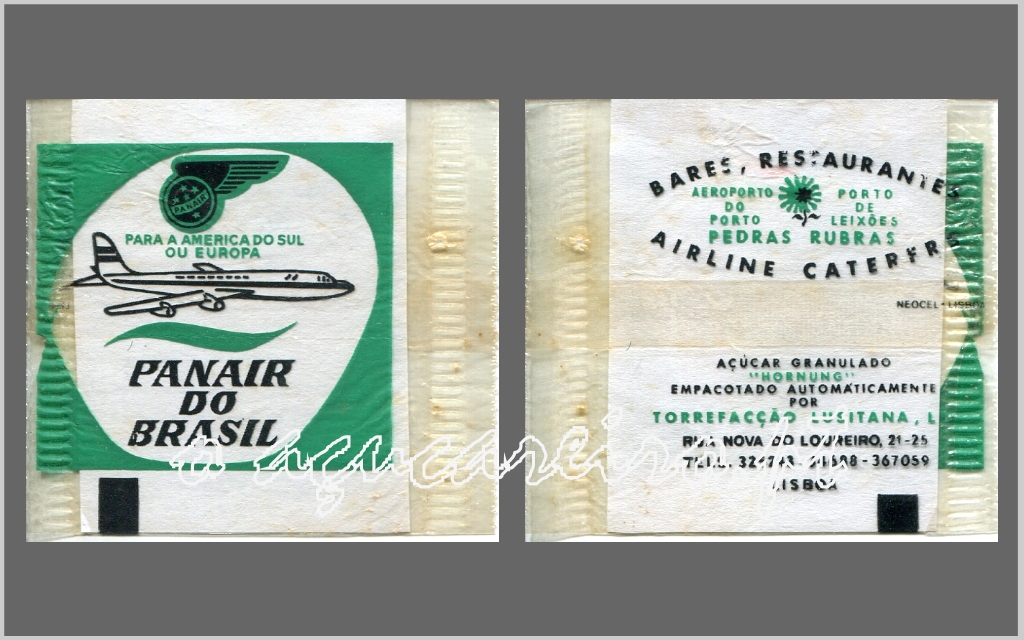 PANAIR
PARA A AMERICA DO SUL
OU EUROPA
PANAIR
DO
BRASIL
BARES, RESTAURANTES
AEROPORTO
DO
PORTO
PORTO
DE
LEIXÕES
PEDRAS RUBRAS
AIRLINE CATERERS
NEOCEL - LISBOA
AÇÚCAR GRANULADO
"HORNUNG"
EMPACOTADO AUTOMÁTICAMENTE
POR
TORREFACÇÃO LUSITANA, L
RUA NOVA DO LOUREIRO, 21-25
367059
LISBOA